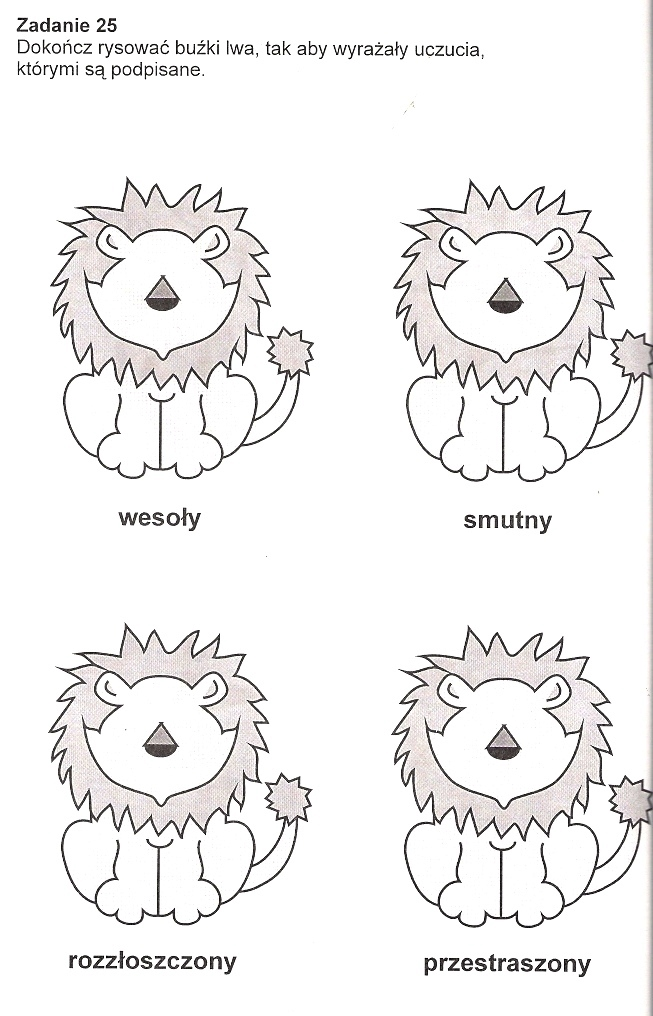 Zadanie 25
Dokończ rysować buźki lwa, tak aby wyrażały uczucia,
którymi są podpisane.
wesoły
smutny
rozzłoszczony
przestraszony